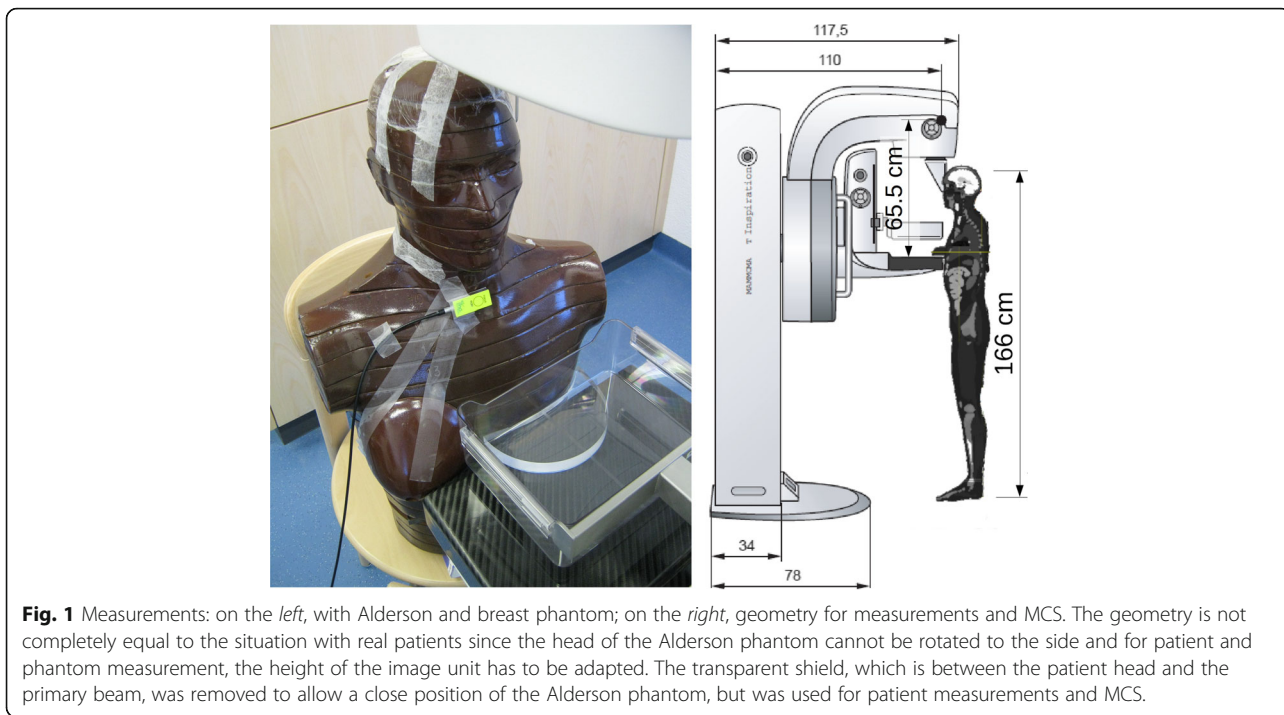 117,5
110
65.5 cm
MAMMOMAT Inspiration
166 cm
34
78
Fig. 1 Measurements: on the left, with Alderson and breast phantom; on the right, geometry for measurements and MCS. The geometry is not
completely equal to the situation with real patients since the head of the Alderson phantom cannot be rotated to the side and for patient and
phantom measurement, the height of the image unit has to be adapted. The transparent shield, which is between the patient head and the
primary beam, was removed to allow a close position of the Alderson phantom, but was used for patient measurements and MCS.